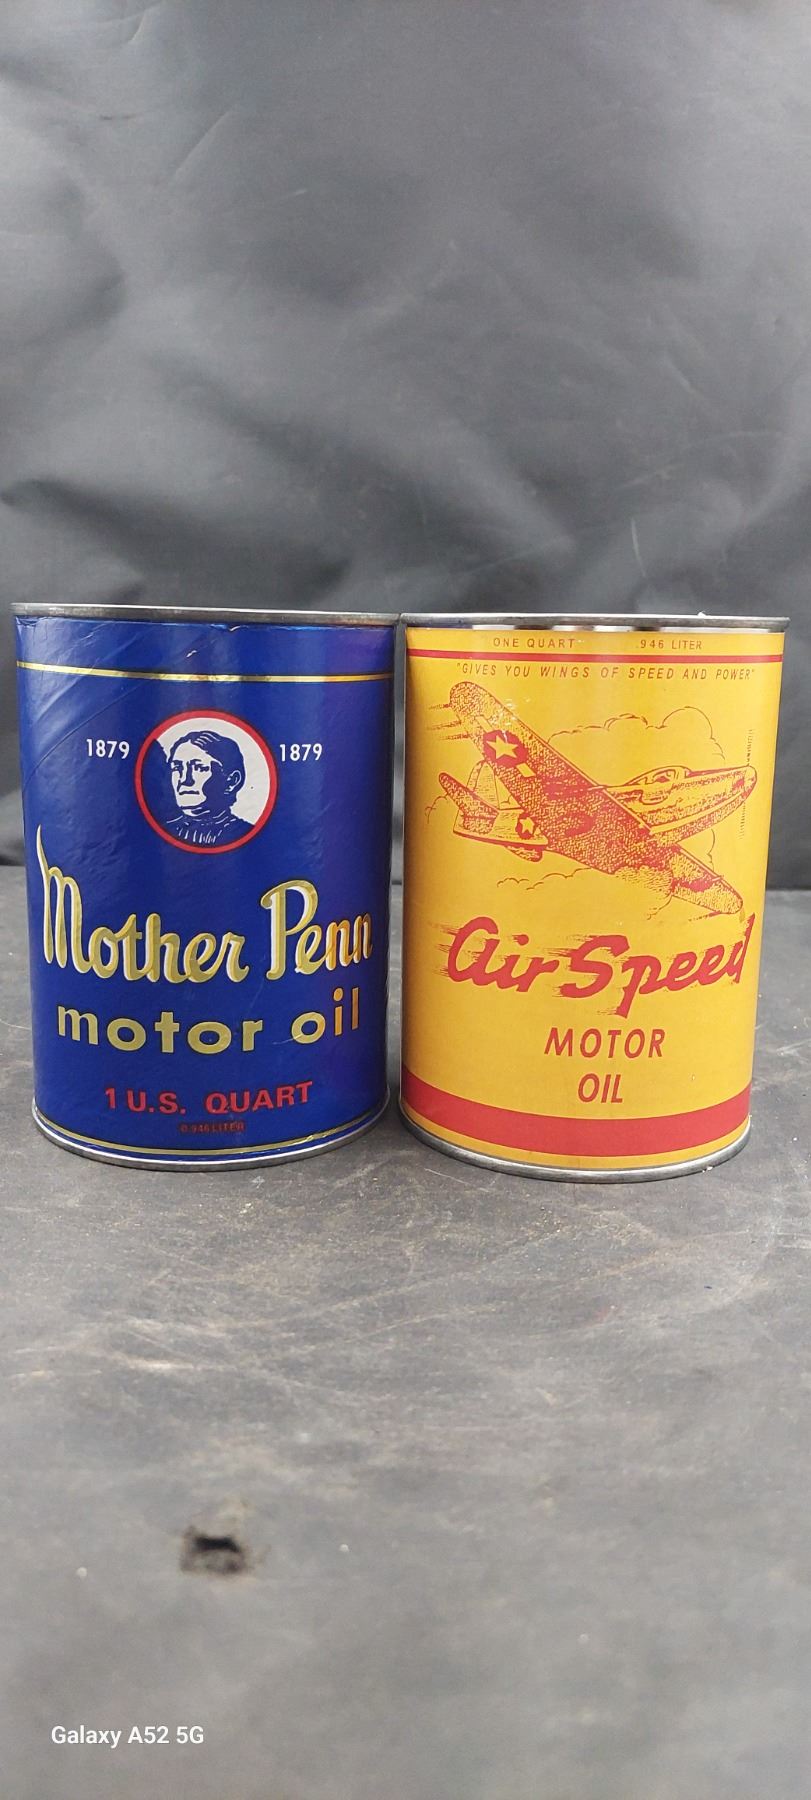 1879 1879
Mother Penn
motor oil
1 U.S. QUART
0.946 LITER
ONE QUART .946 LITER
"GIVES YOU WINGS OF SPEED AND POWER"
Air Speed
MOTOR
OIL
Galaxy A52 5G